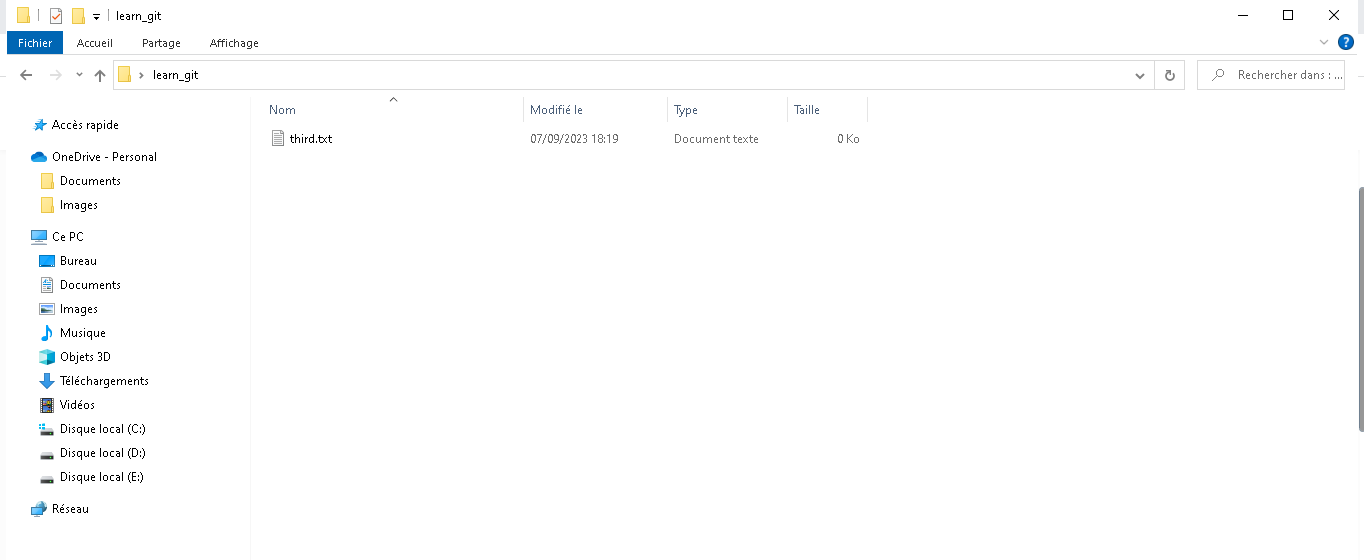 learn_git
Fichier Accueil Partage Affichage
learn_git Rechercher dans : ...
Nom Modifié le Type Taille
third.txt 07/09/2023 18:19 Document texte 0 Ko
Accès rapide
OneDrive - Personal
Documents
Images
Ce PC
Bureau
Documents
Images
Musique
Objets 3D
Téléchargements
Vidéos
Disque local (C:)
Disque local (D:)
Disque local (E:)
Réseau